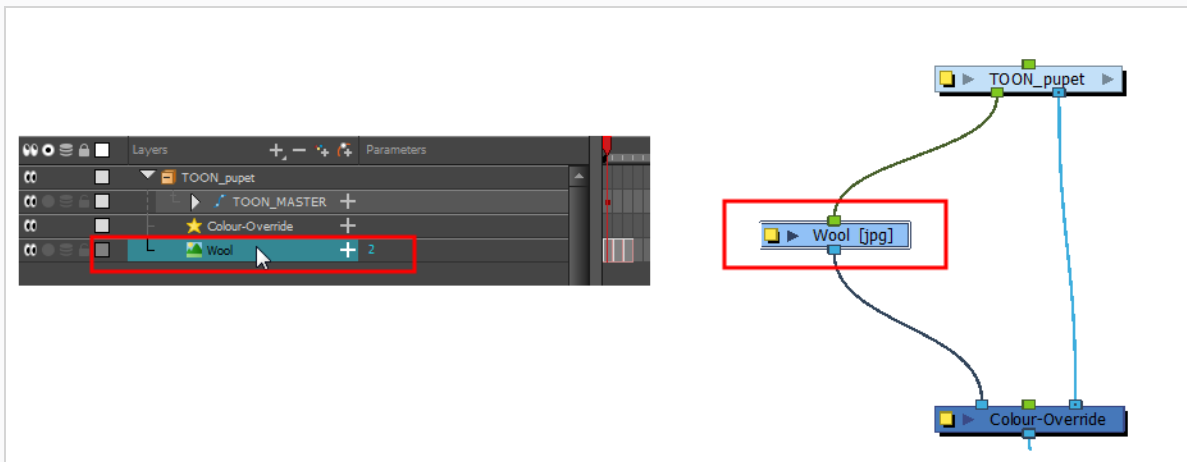 Layers Parameters
TOON_pupet
TOON_MASTER
Colour-Override
Wool 2
TOON_pupet
Wool [jpg]
Colour-Override